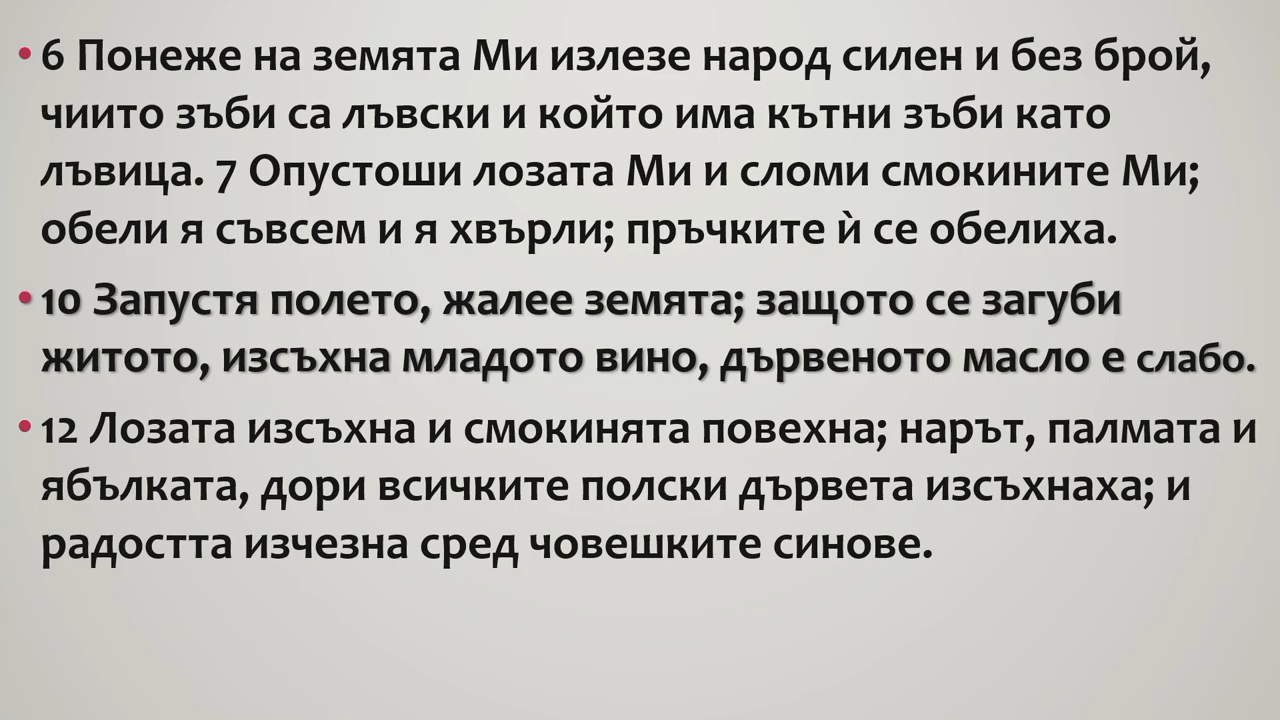 • 6 Понеже на земята Ми излезе народ силен и без брой,
чиито зъби са лъвски и който има кътни зъби като
лъвица. 7 Опустоши лозата Ми и сломи смокините Ми;
обели я съвсем и я хвърли; пръчките ѝ се обелиха.
• 10 Запустя полето, жалее земята; защото се загуби
житото, изсъхна младото вино, дървеното масло е слабо.
• 12 Лозата изсъхна и смокинята повехна; нарът, палмата и
ябълката, дори всичките полски дървета изсъхнаха; и
радостта изчезна сред човешките синове.